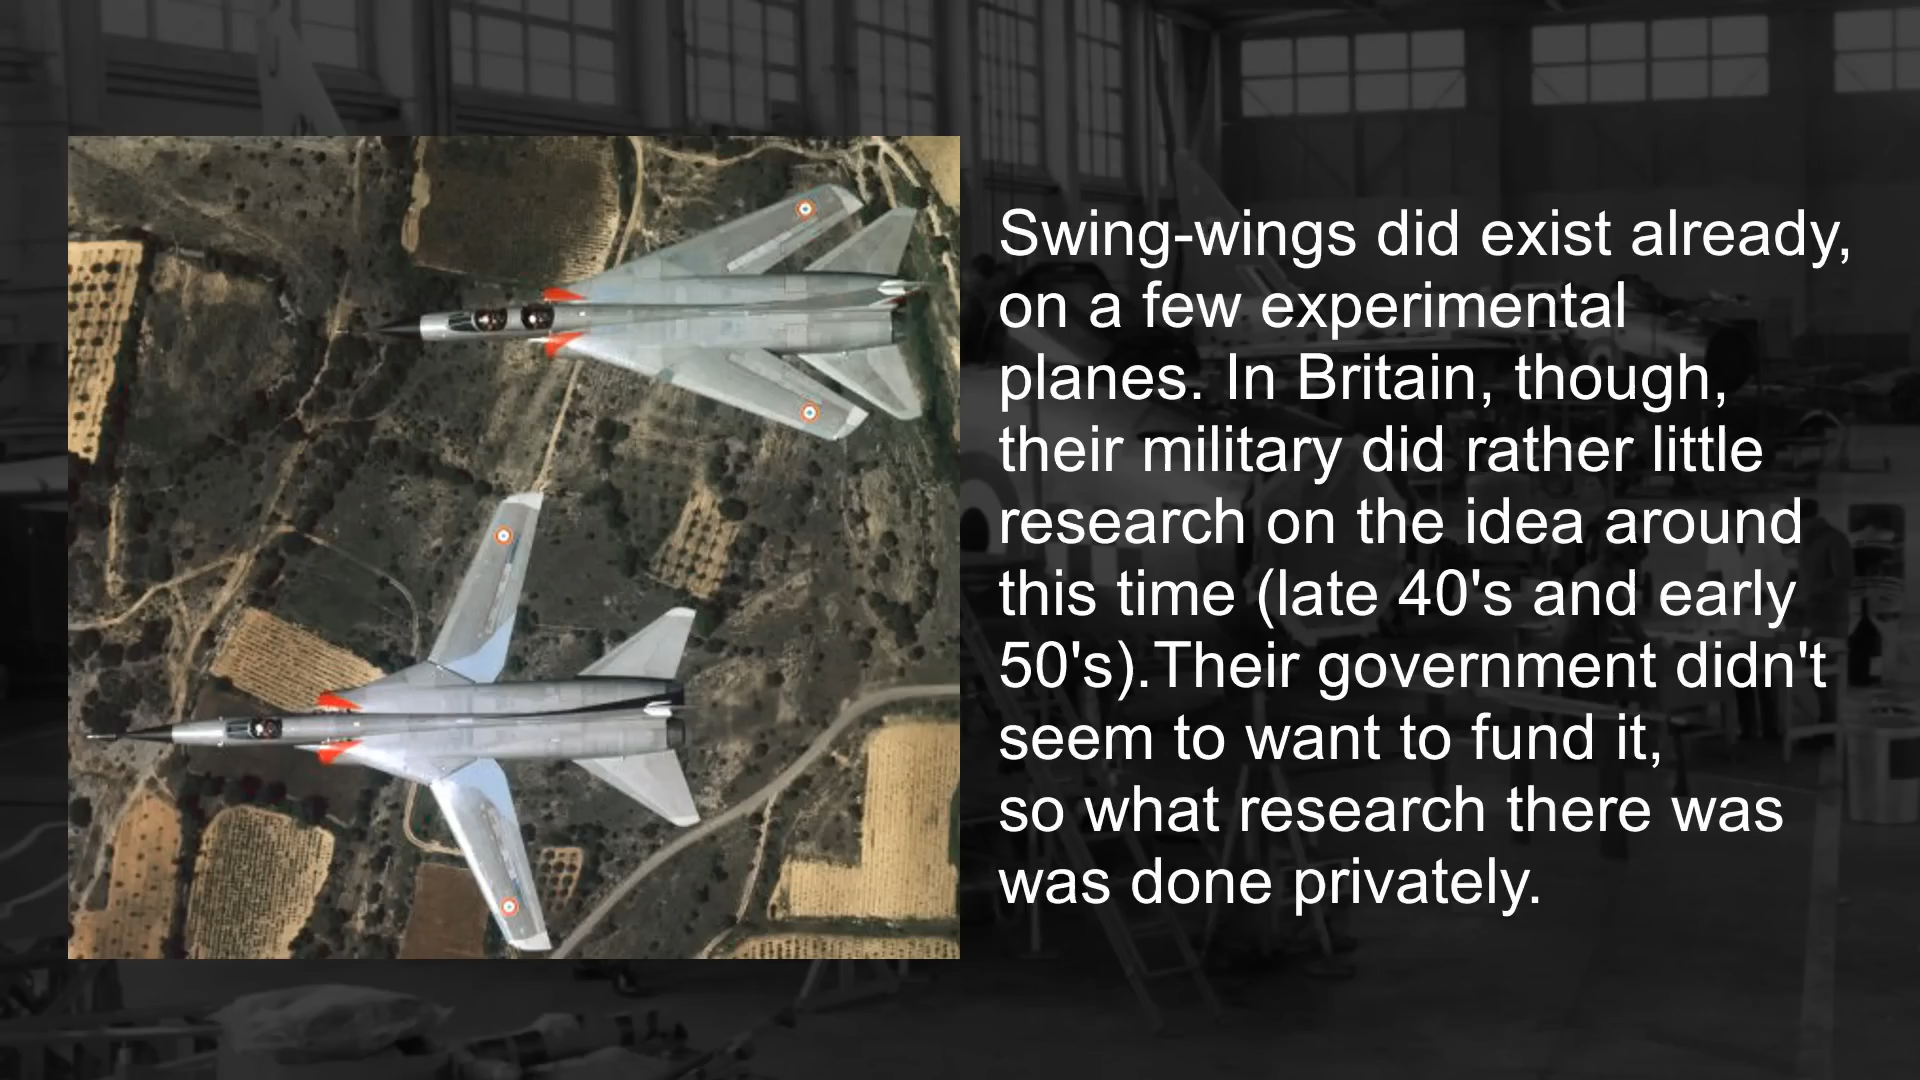 Swing-wings did exist already,
on a few experimental
planes. In Britain, though,
their military did rather little
research on the idea around
this time (late 40's and early
50's).Their government didn't
seem to want to fund it,
so what research there was
was done privately.